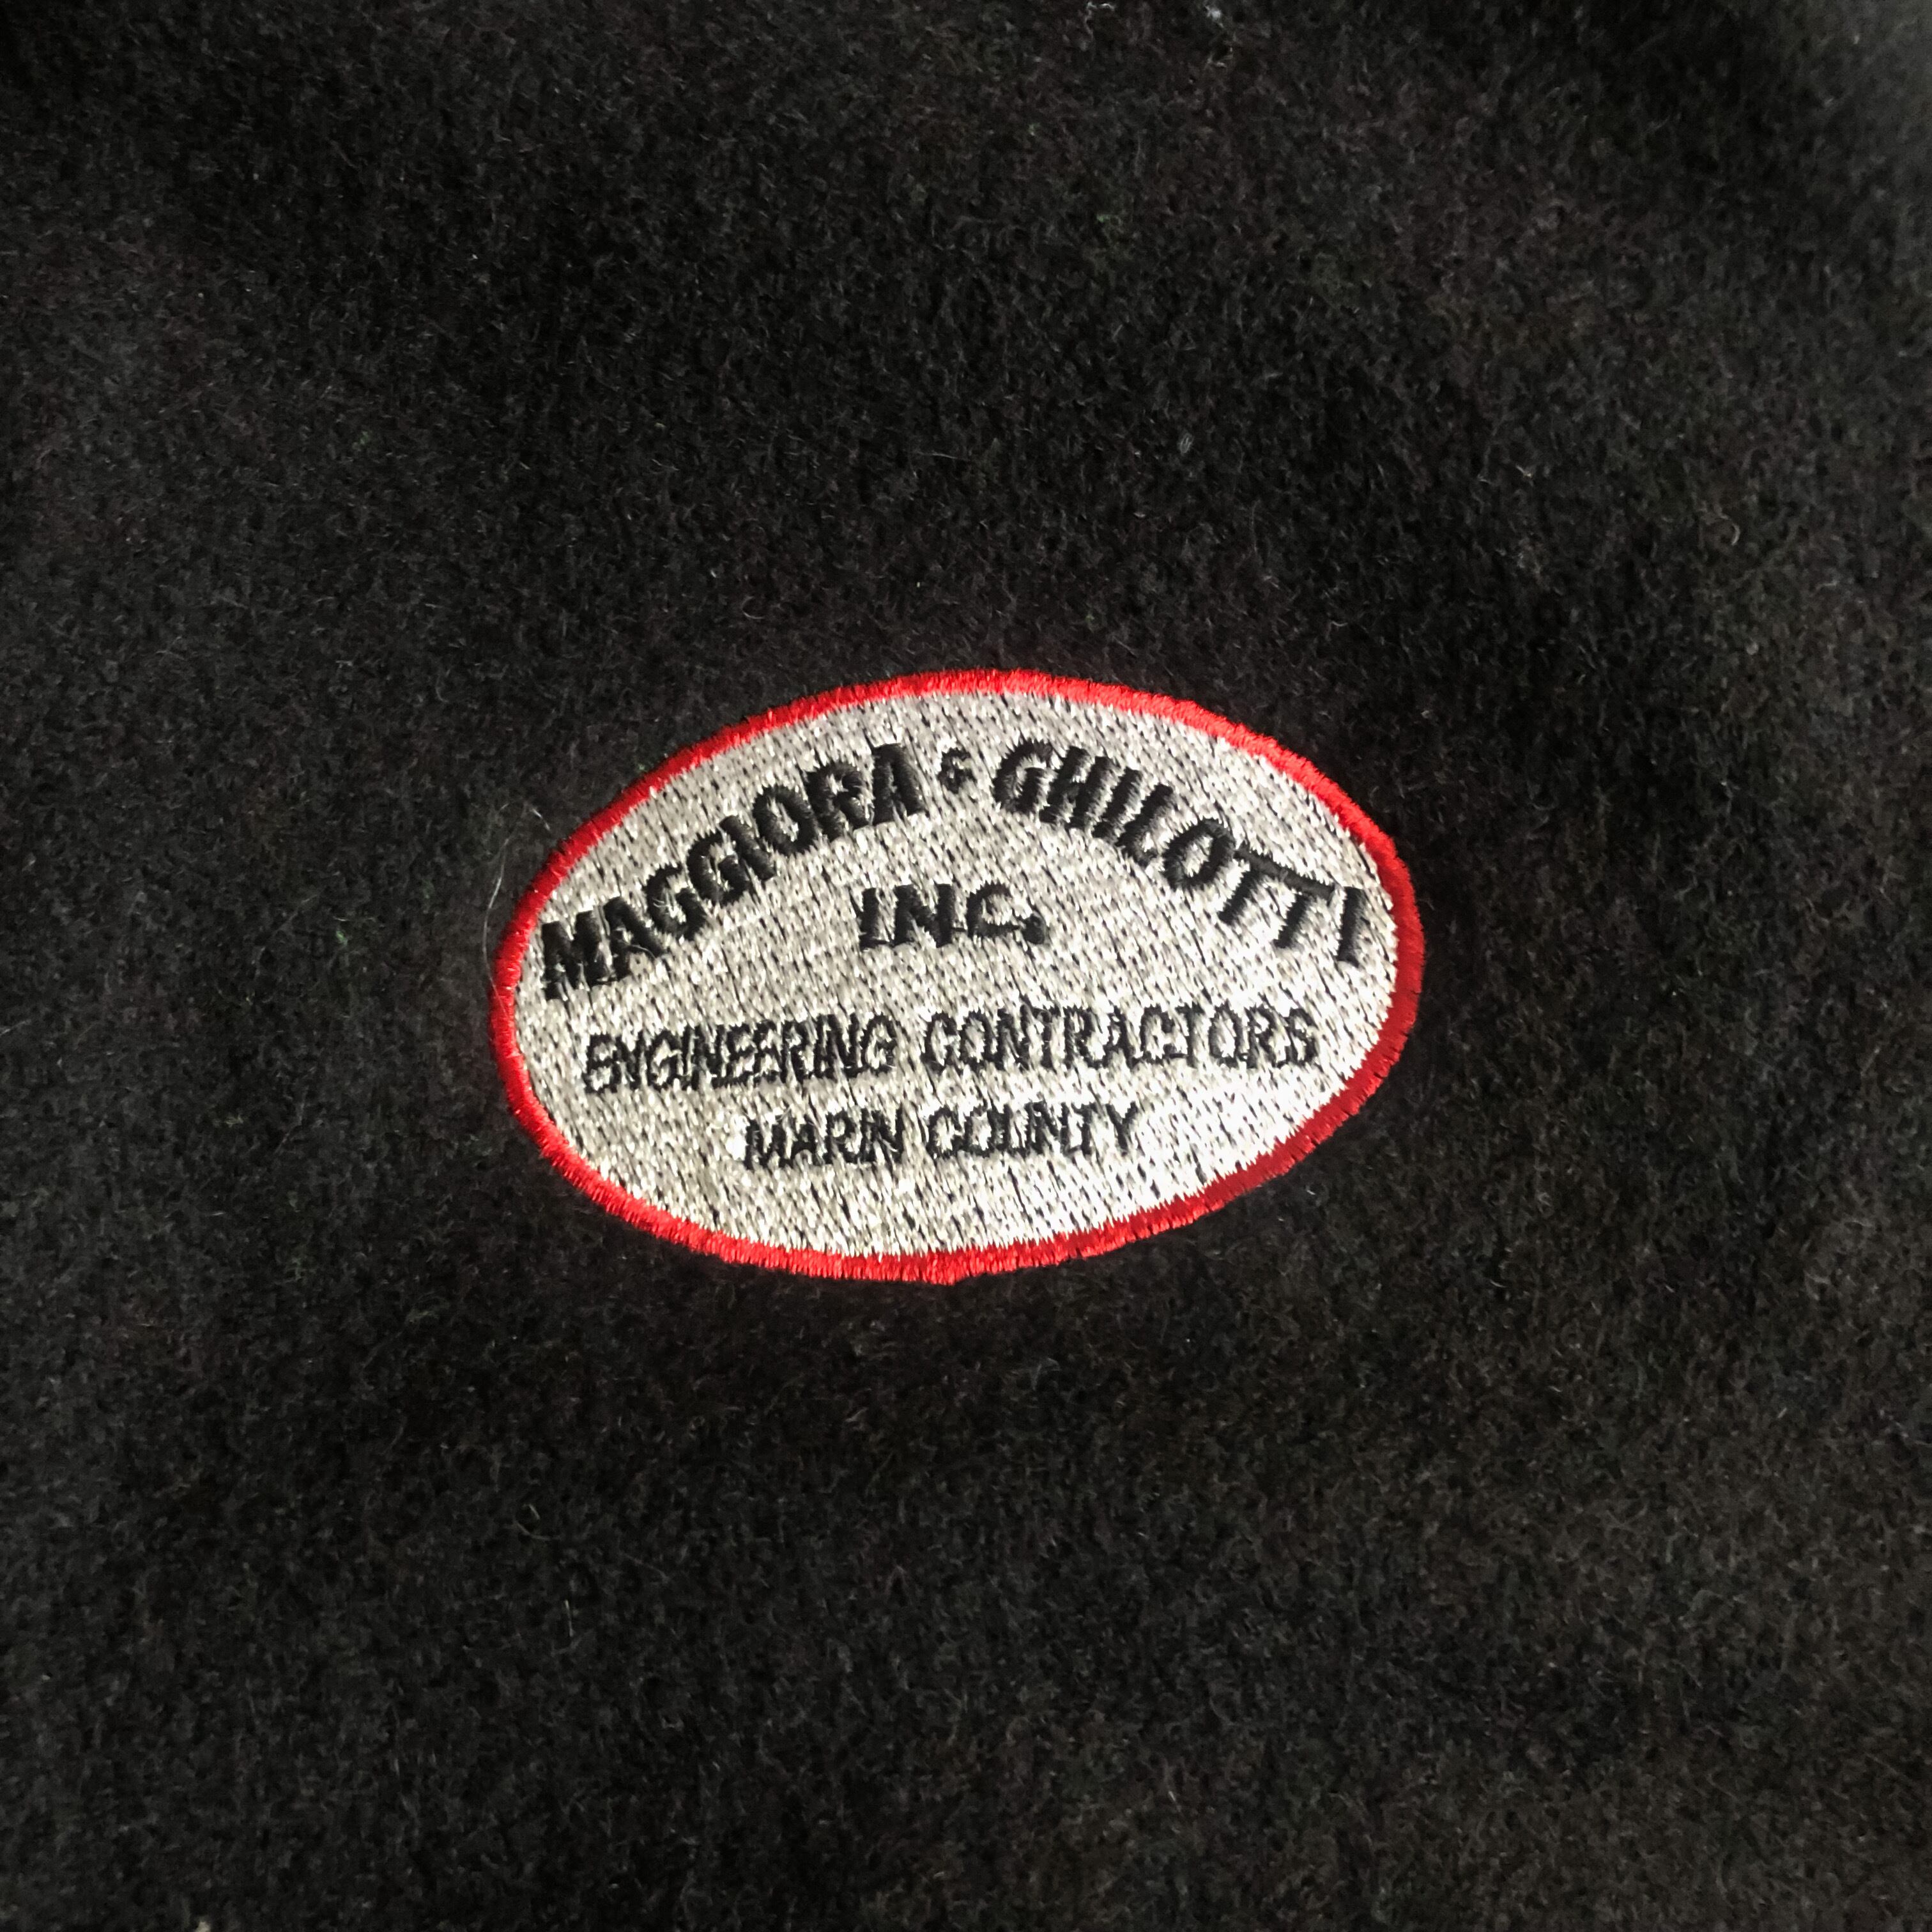 MAGGIORA & GHILOTTI
INC.
ENGINEERING CONTRACTORS
MARIN COUNTY